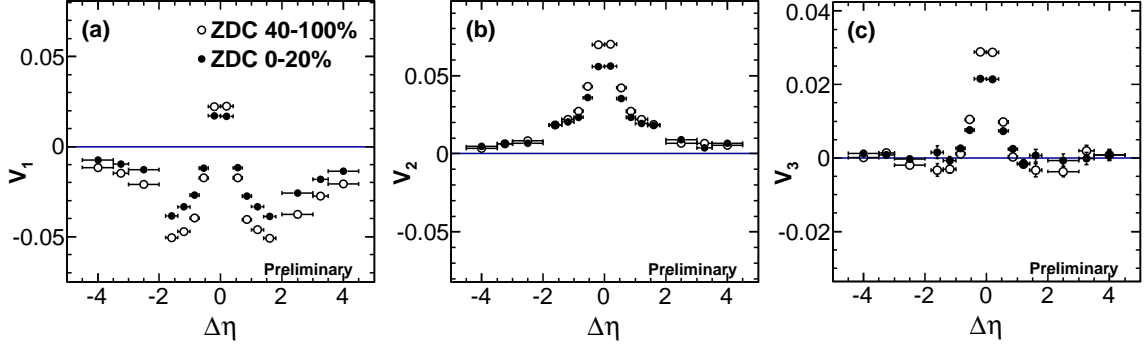 (a)
ZDC 40-100%
ZDC 0-20%
0.05
0
-0.05
V1
Preliminary
-4 -2 0 2 4
Δη
(b)
0.05
0.00
-0.05
V2
Preliminary
-4 -2 0 2 4
Δη
(c)
0.04
0.02
0
-0.02
V3
Preliminary
-4 -2 0 2 4
Δη